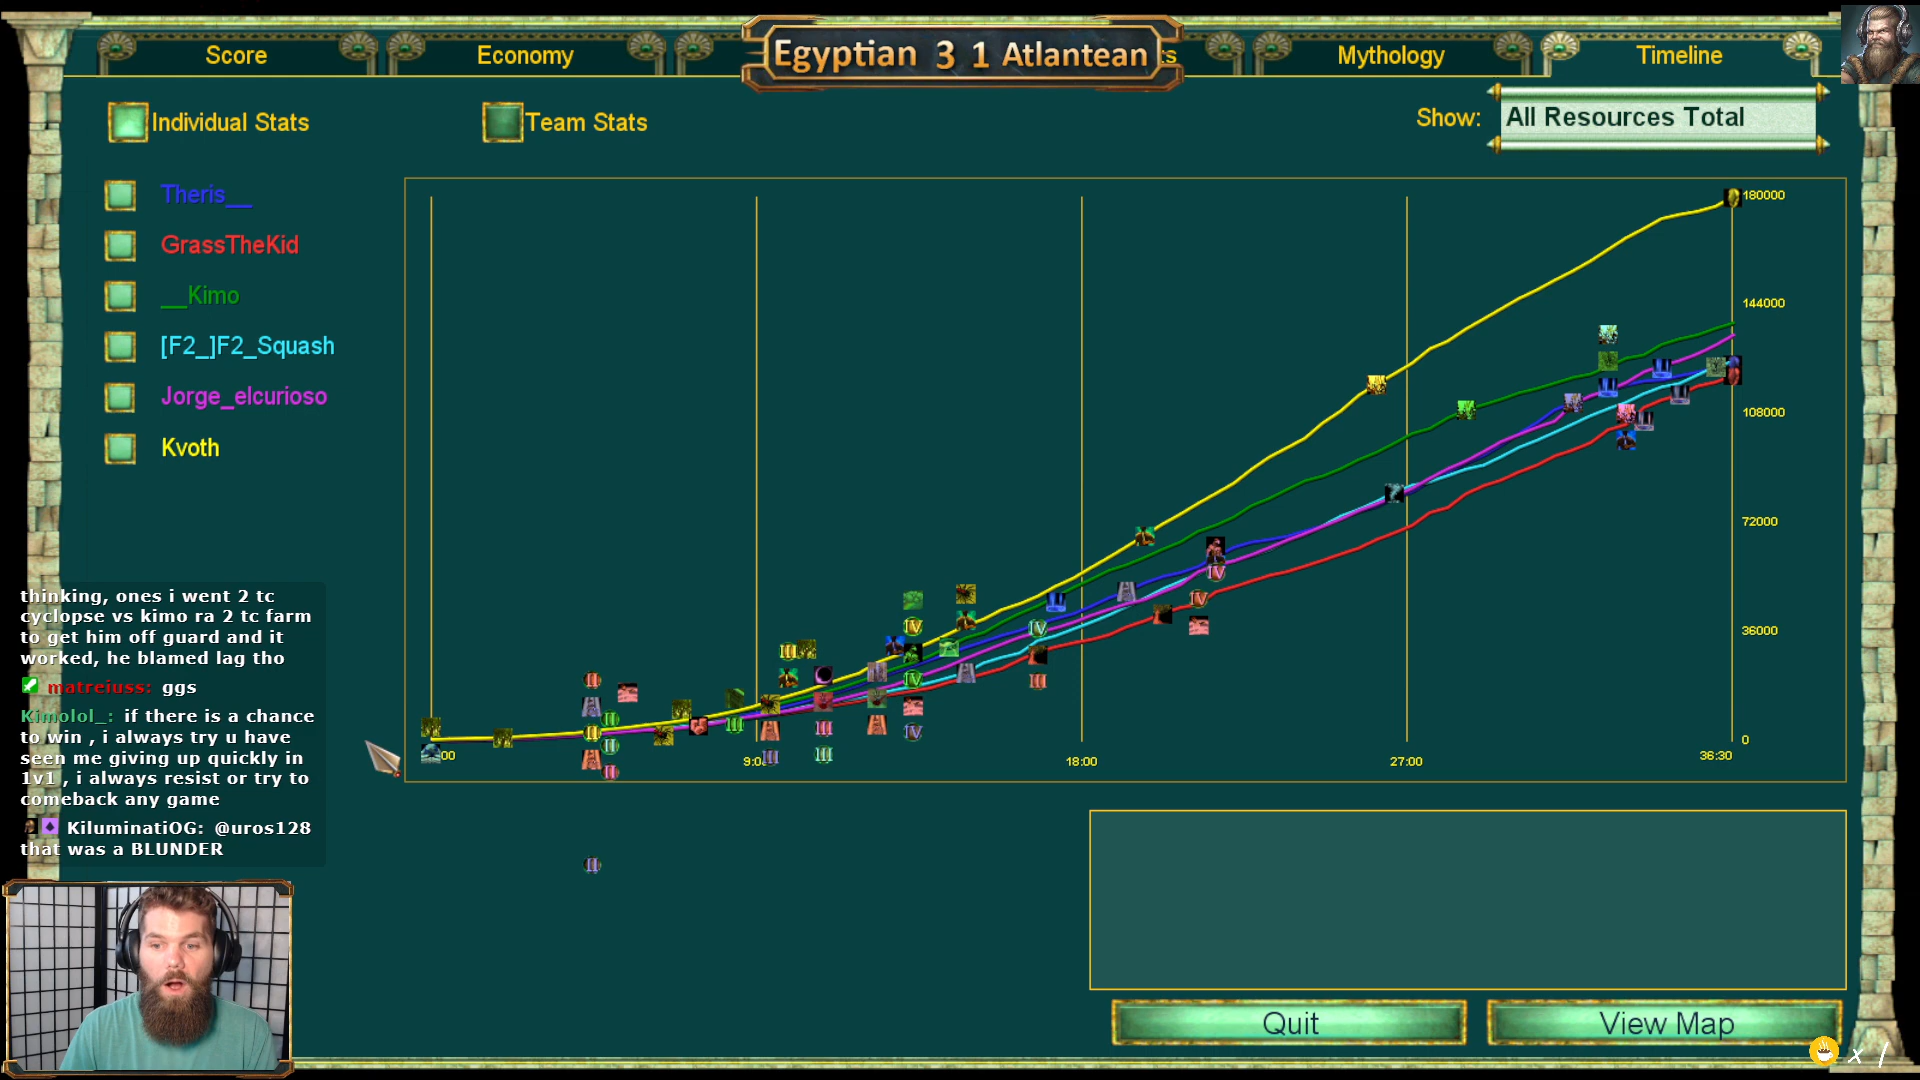 Score
Economy
Egyptian 3 1 Atlantean
s
Mythology
Timeline
Individual Stats
Team Stats
Show:
All Resources Total
Theris__
GrassTheKid
__Kimo
[F2_]F2_Squash
Jorge_elcurioso
Kvoth
180000
144000
108000
72000
36000
0
00
9:0
18:00
27:00
36:30
thinking, ones i went 2 tc
cyclopse vs kimo ra 2 tc farm
to get him off guard and it
worked, he blamed lag tho
matreiuss: ggs
Kimolol_: if there is a chance
to win , i always try u have
seen me giving up quickly in
1v1 , i always resist or try to
comeback any game
KiluminatiOG: @uros128
that was a BLUNDER
Quit
View Map
x /